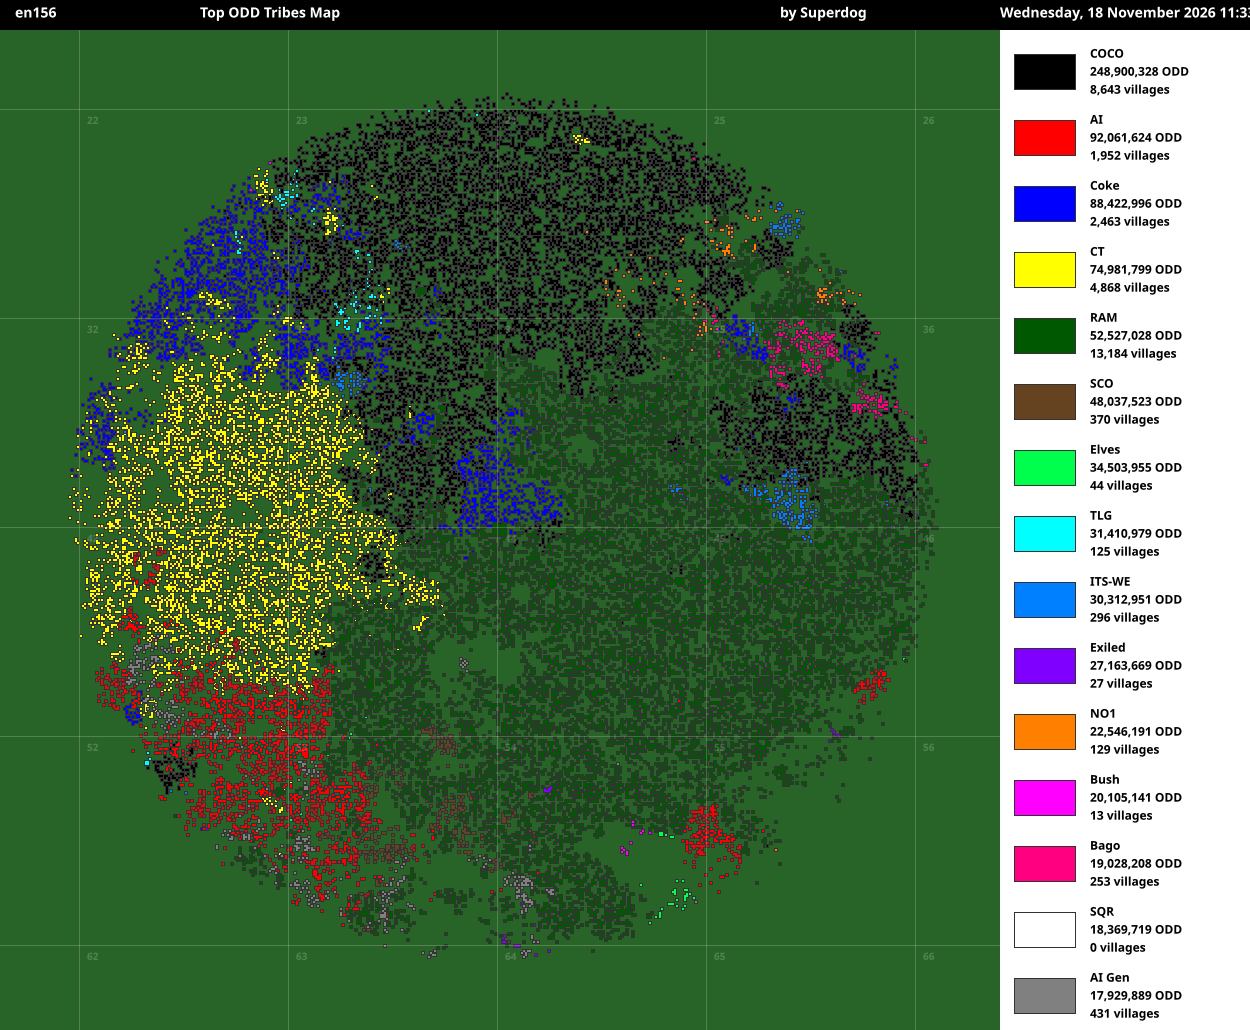 en156 Top ODD Tribes Map by Superdog Wednesday, 18 November 2026 11:3
COCO
248,900,328 ODD
8,643 villages
AI
92,061,624 ODD
1,952 villages
Coke
88,422,996 ODD
2,463 villages
CT
74,981,799 ODD
4,868 villages
RAM
52,527,028 ODD
13,184 villages
SCO
48,037,523 ODD
370 villages
Elves
34,503,955 ODD
44 villages
TLG
31,410,979 ODD
125 villages
ITS-WE
30,312,951 ODD
296 villages
Exiled
27,163,669 ODD
27 villages
NO1
22,546,191 ODD
129 villages
Bush
20,105,141 ODD
13 villages
Bago
19,028,208 ODD
253 villages
SQR
18,369,719 ODD
0 villages
AI Gen
17,929,889 ODD
431 villages
22 23 25 26
32 35 36
46
52 53 54 55 56
62 64 65 66